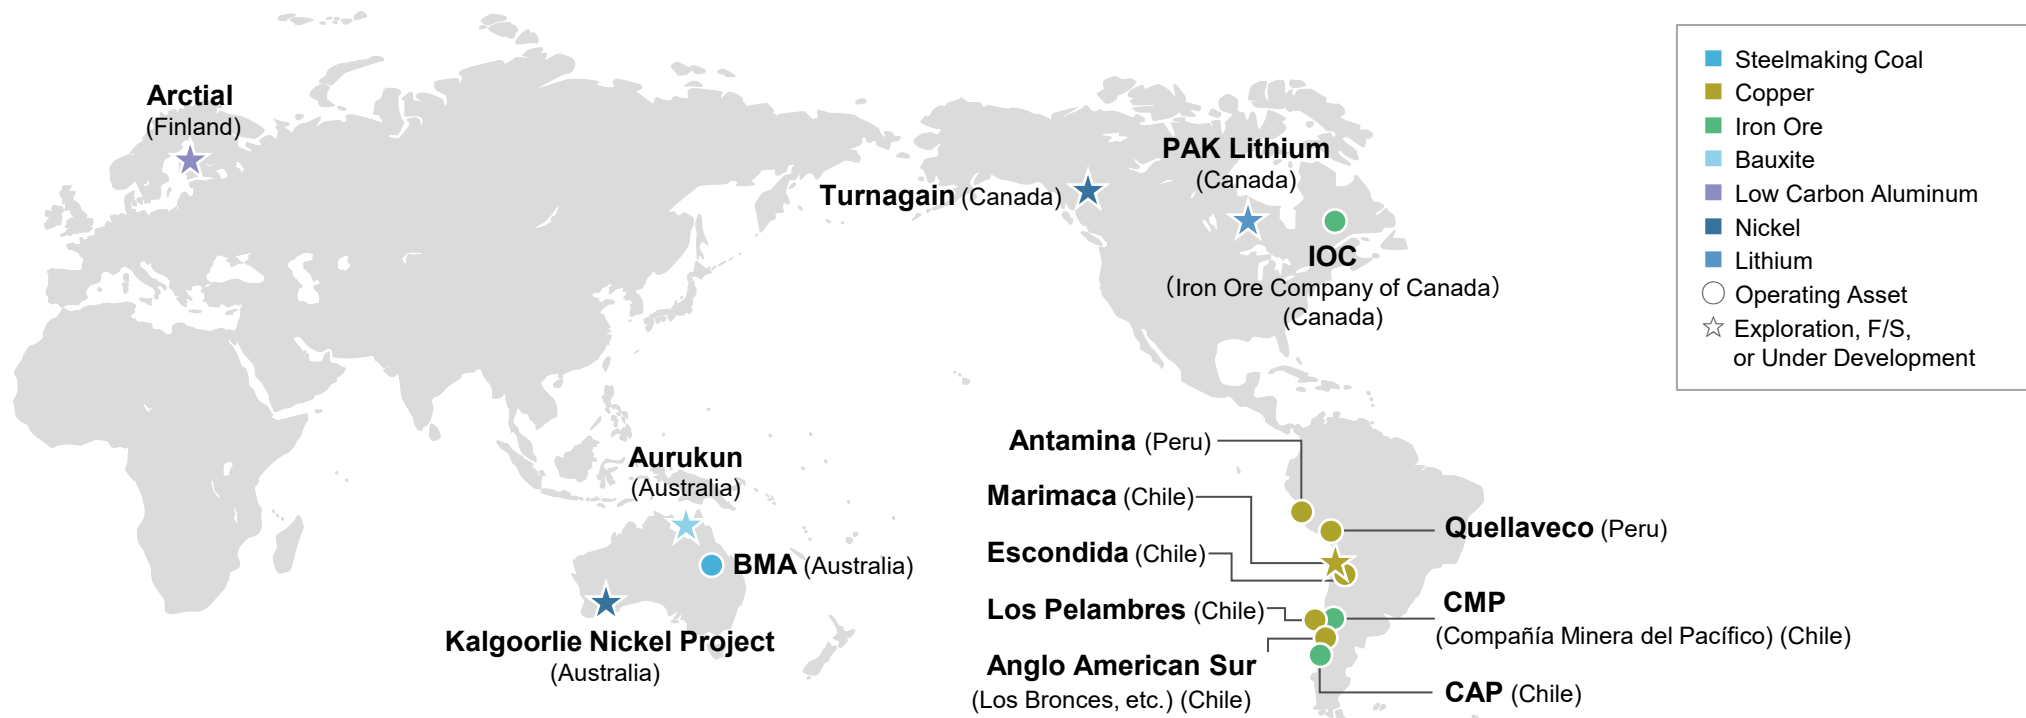 Arctial
(Finland)
Turnagain (Canada)
PAK Lithium
(Canada)
IOC
(Iron Ore Company of Canada)
(Canada)
Steelmaking Coal
Copper
Iron Ore
Bauxite
Low Carbon Aluminum
Nickel
Lithium
Operating Asset
Exploration, F/S,
or Under Development
Aurukun
(Australia)
BMA (Australia)
Kalgoorlie Nickel Project
(Australia)
Antamina (Peru)
Marimaca (Chile)
Escondida (Chile)
Los Pelambres (Chile)
Anglo American Sur
(Los Bronces, etc.) (Chile)
Quellaveco (Peru)
CMP
(Compañía Minera del Pacífico) (Chile)
CAP (Chile)